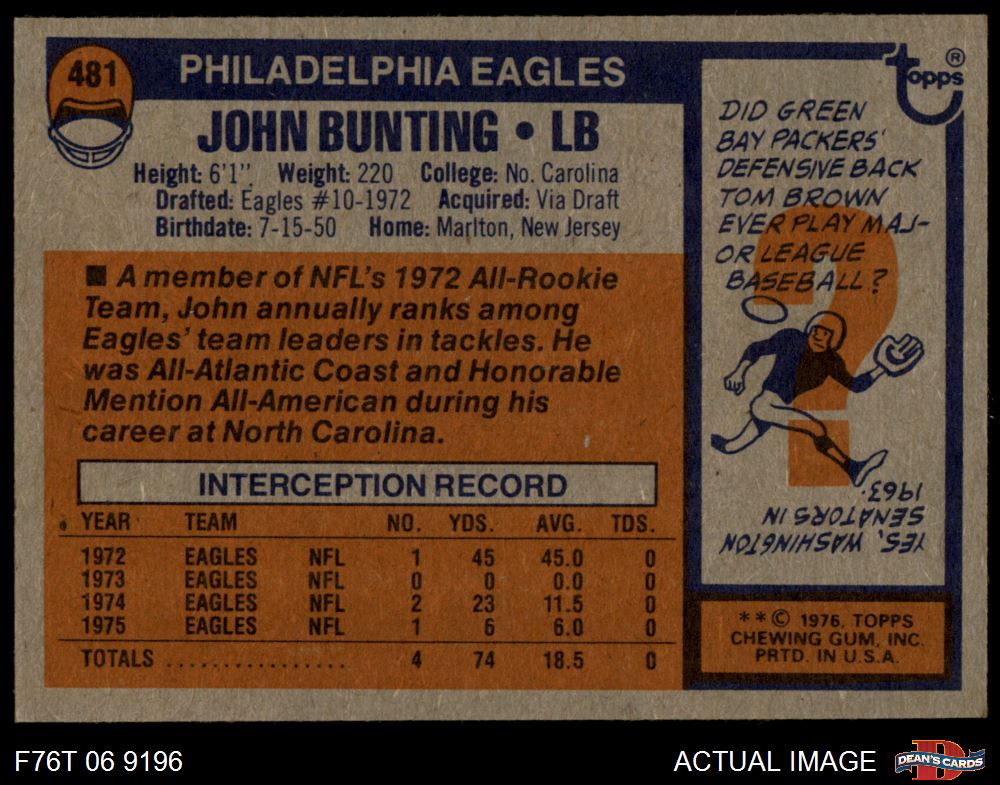 481
PHILADELPHIA EAGLES
JOHN BUNTING • LB
Height: 6'1" Weight: 220 College: No. Carolina
Drafted: Eagles #10-1972 Acquired: Via Draft
Birthdate: 7-15-50 Home: Marlton, New Jersey
■ A member of NFL's 1972 All-Rookie
Team, John annually ranks among
Eagles' team leaders in tackles. He
was All-Atlantic Coast and Honorable
Mention All-American during his
career at North Carolina.
INTERCEPTION RECORD
YEAR TEAM NO. YDS. AVG. TDS.
1972 EAGLES NFL 1 45 45.0 0
1973 EAGLES NFL 0 0 0.0 0
1974 EAGLES NFL 2 23 11.5 0
1975 EAGLES NFL 1 6 6.0 0
TOTALS ................ 4 74 18.5 0
topps ®
DID GREEN
BAY PACKERS'
DEFENSIVE BACK
TOM BROWN
EVER PLAY MAJ-
OR LEAGUE
BASEBALL?
?
YES, WASHINGTON
SENATORS IN
1963.
**© 1976, TOPPS
CHEWING GUM, INC.
PRTD. IN U.S.A.
F76T 06 9196
ACTUAL IMAGE
D
DEAN'S CARDS